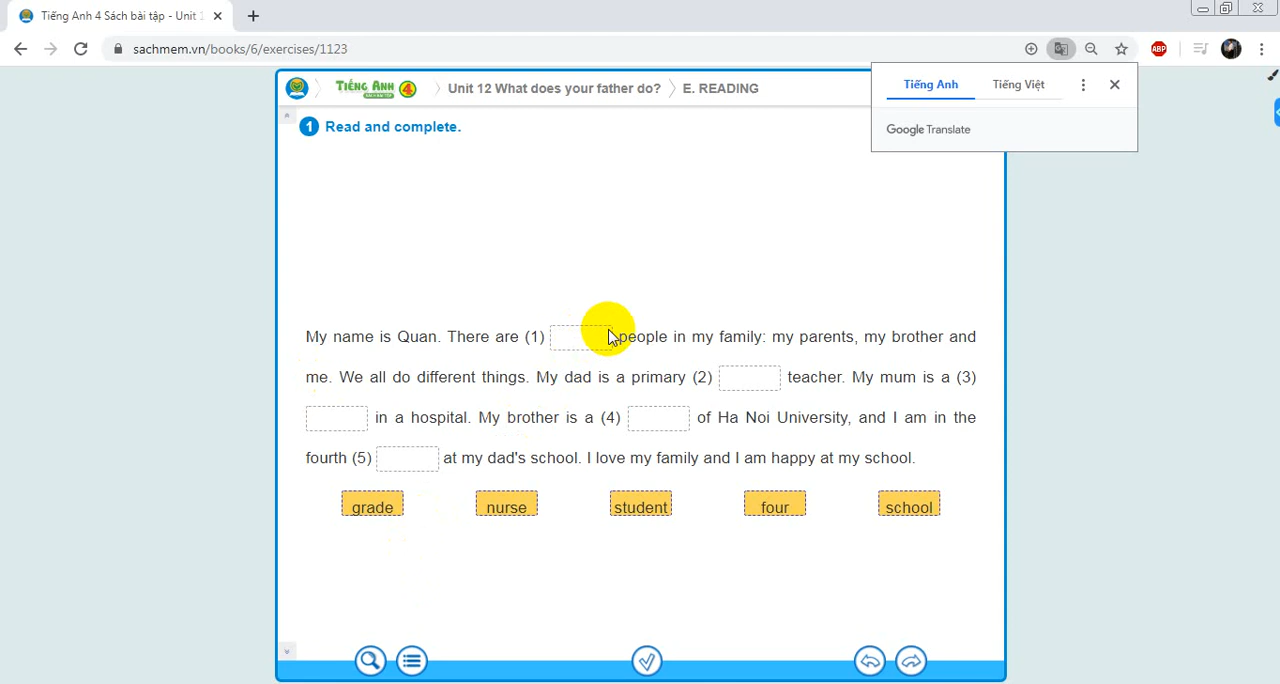 Tiếng Anh 4 Sách bài tập - Unit 1
sachmem.vn/books/6/exercises/1123
ABP
Tiếng Anh Tiếng Việt
Google Translate
TIẾNG ANH 4
SÁCH BÀI TẬP
Unit 12 What does your father do? E. READING
1 Read and complete.
My name is Quan. There are (1) people in my family: my parents, my brother and
me. We all do different things. My dad is a primary (2) teacher. My mum is a (3)
in a hospital. My brother is a (4) of Ha Noi University, and I am in the
fourth (5) at my dad's school. I love my family and I am happy at my school.
grade nurse student four school